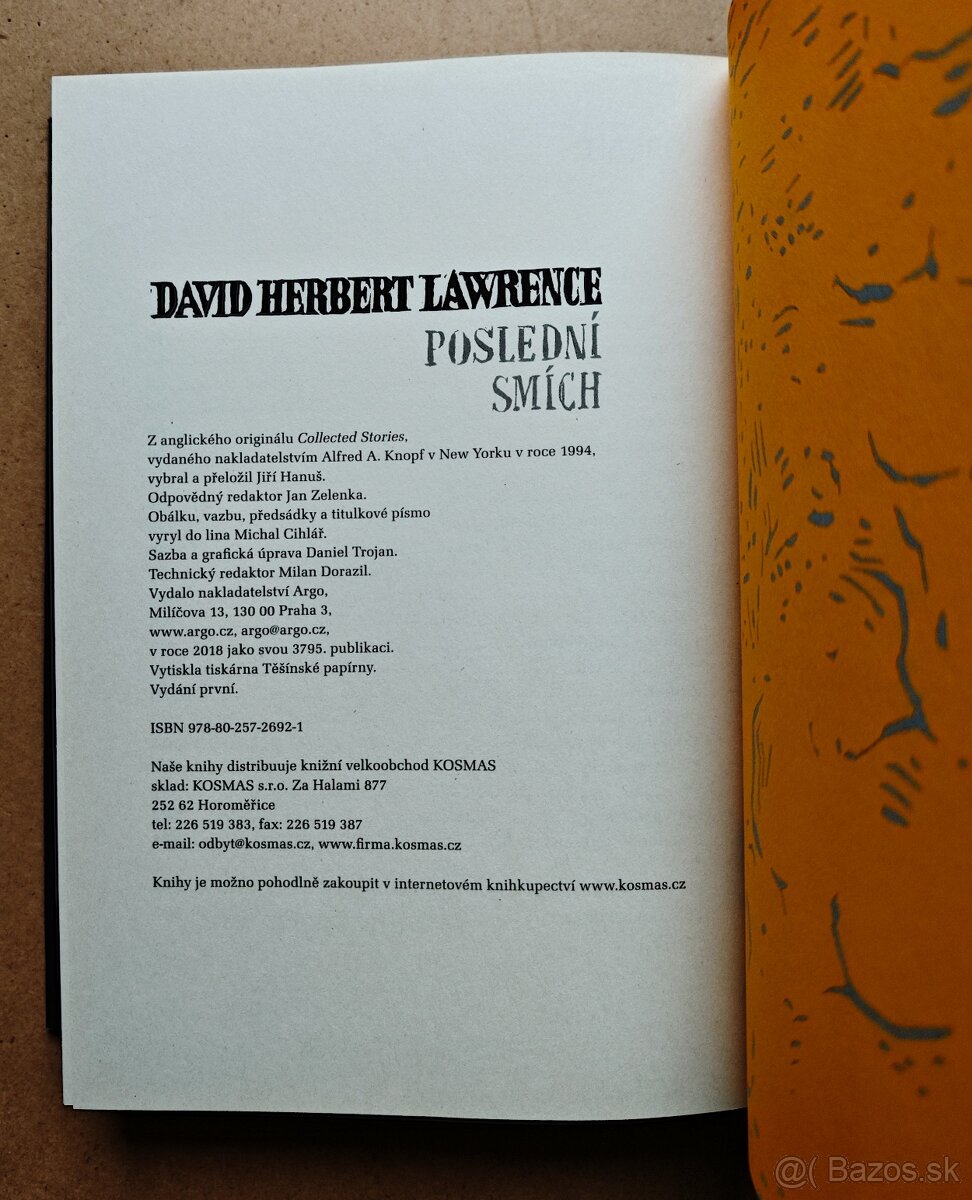 DAVID HERBERT LAWRENCE
POSLEDNÍ
SMÍCH
Z anglického originálu Collected Stories,
vydaného nakladatelstvím Alfred A. Knopf v New Yorku v roce 1994,
vybral a přeložil Jiří Hanuš.
Odpovědný redaktor Jan Zelenka.
Obálku, vazbu, předsádky a titulkové písmo
vyryl do lina Michal Cihlář.
Sazba a grafická úprava Daniel Trojan.
Technický redaktor Milan Dorazil.
Vydalo nakladatelství Argo,
Milíčova 13, 130 00 Praha 3,
www.argo.cz, argo@argo.cz,
v roce 2018 jako svou 3795. publikaci.
Vytiskla tiskárna Těšínské papírny.
Vydání první.
ISBN 978-80-257-2692-1
Naše knihy distribuuje knižní velkoobchod KOSMAS
sklad: KOSMAS s.r.o. Za Halami 877
252 62 Horoměřice
tel: 226 519 383, fax: 226 519 387
e-mail: odbyt@kosmas.cz, www.firma.kosmas.cz
Knihy je možno pohodlně zakoupit v internetovém knihkupectví www.kosmas.cz
@( Bazos.sk